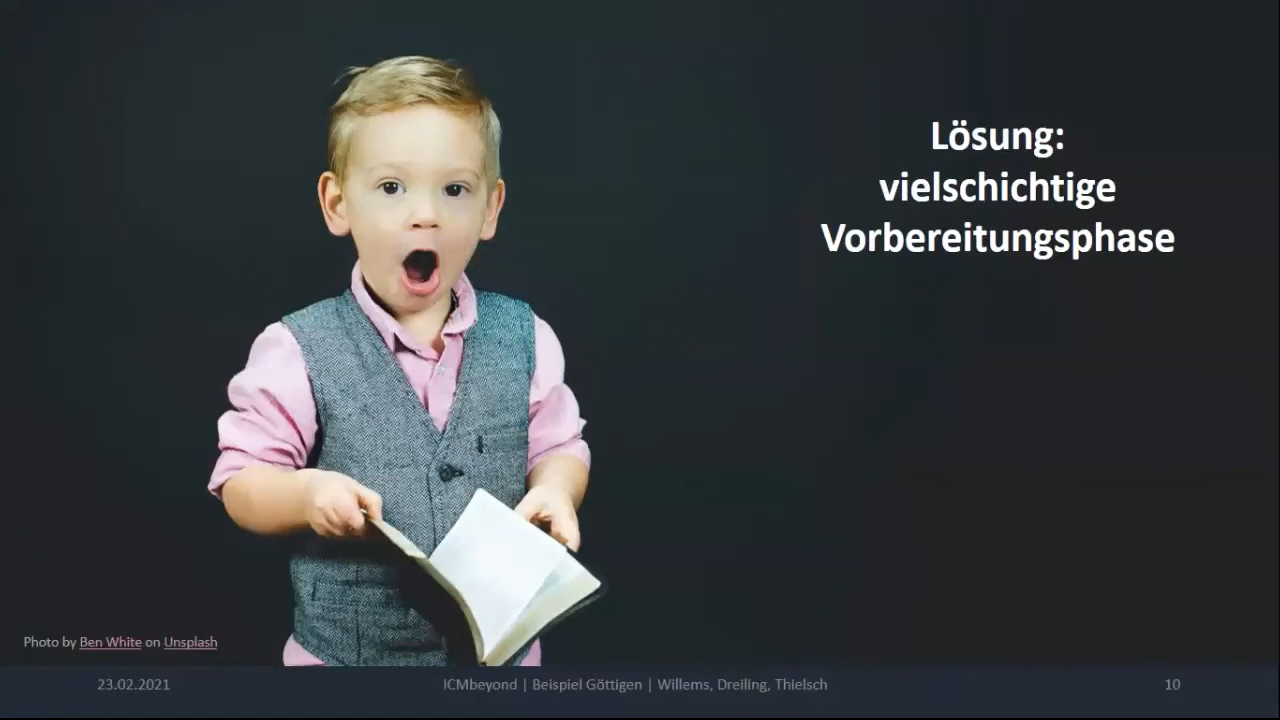 Lösung:
vielschichtige
Vorbereitungsphase
Photo by Ben White on Unsplash
23.02.2021
ICMbeyond | Beispiel Göttigen | Willems, Dreiling, Thielsch
10